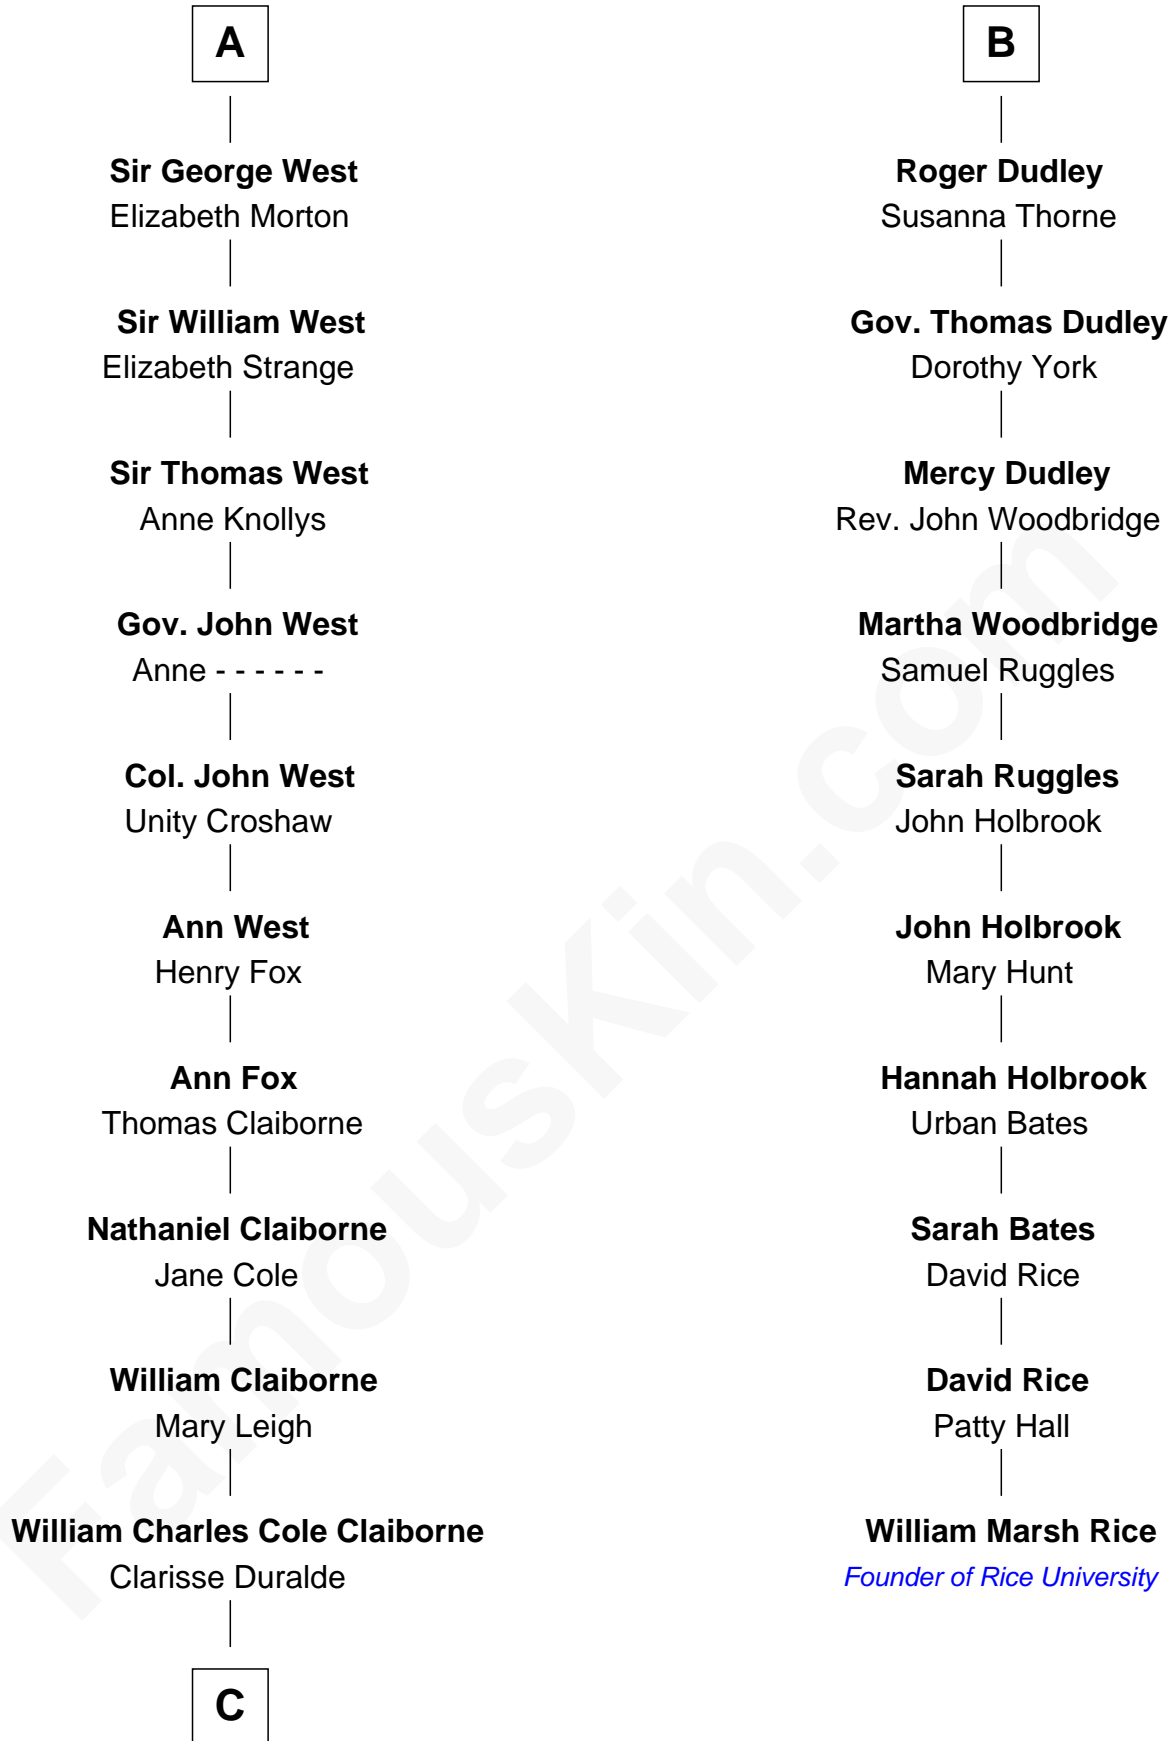 A
Sir George West
Elizabeth Morton
Sir William West
Elizabeth Strange
Sir Thomas West
Anne Knollys
Gov. John West
Anne - - - - - -
Col. John West
Unity Croshaw
Ann West
Henry Fox
Ann Fox
Thomas Claiborne
Nathaniel Claiborne
Jane Cole
William Claiborne
Mary Leigh
William Charles Cole Claiborne
Clarisse Duralde
C
B
Roger Dudley
Susanna Thorne
Gov. Thomas Dudley
Dorothy York
Mercy Dudley
Rev. John Woodbridge
Martha Woodbridge
Samuel Ruggles
Sarah Ruggles
John Holbrook
John Holbrook
Mary Hunt
Hannah Holbrook
Urban Bates
Sarah Bates
David Rice
David Rice
Patty Hall
William Marsh Rice
Founder of Rice University
FamousKin.com